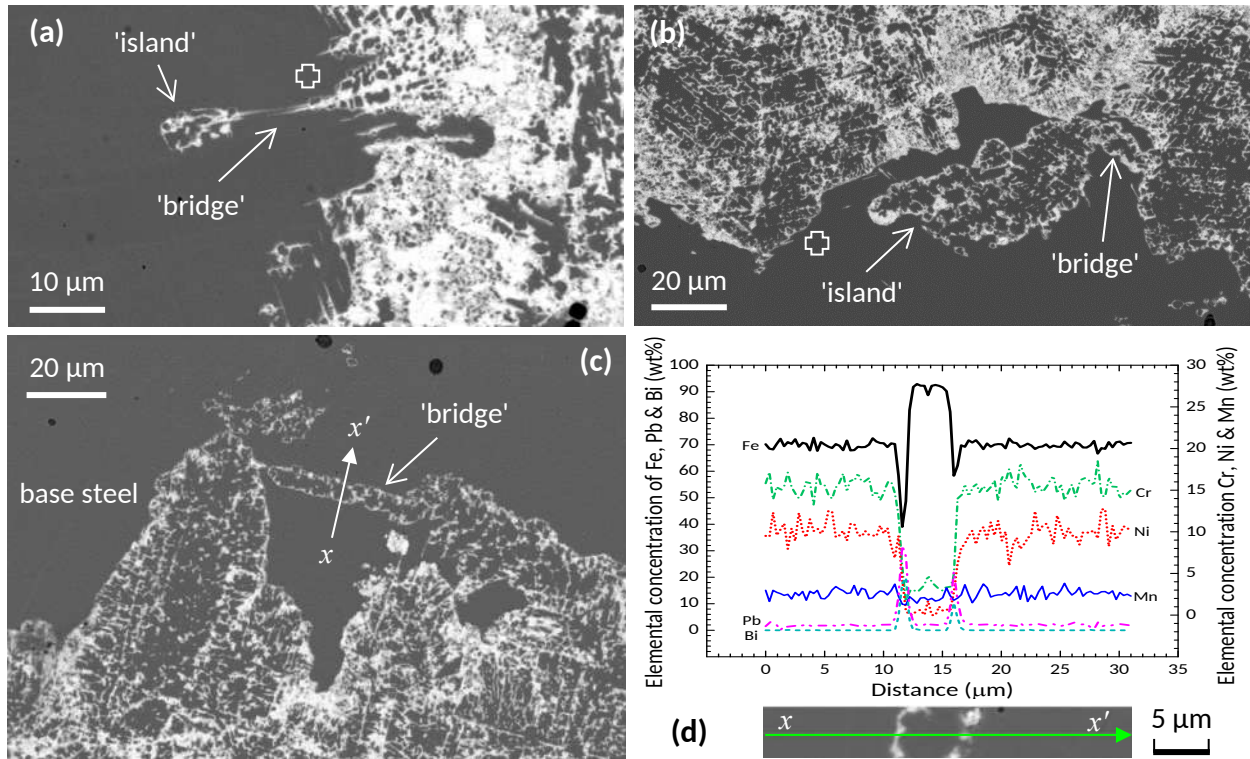 (a)
'island'
'bridge'
10 μm
(b)
20 μm
'island'
'bridge'
(c)
20 μm
'bridge'
x′
base steel
x
Elemental concentration of Fe, Pb & Bi (wt%)
100
90
80
70
60
50
40
30
20
10
0
Fe
Cr
Ni
Mn
Pb
Bi
30
25
20
15
10
5
0
Elemental concentration Cr, Ni & Mn (wt%)
0 5 10 15 20 25 30 35
Distance (μm)
(d)
x x′
5 μm